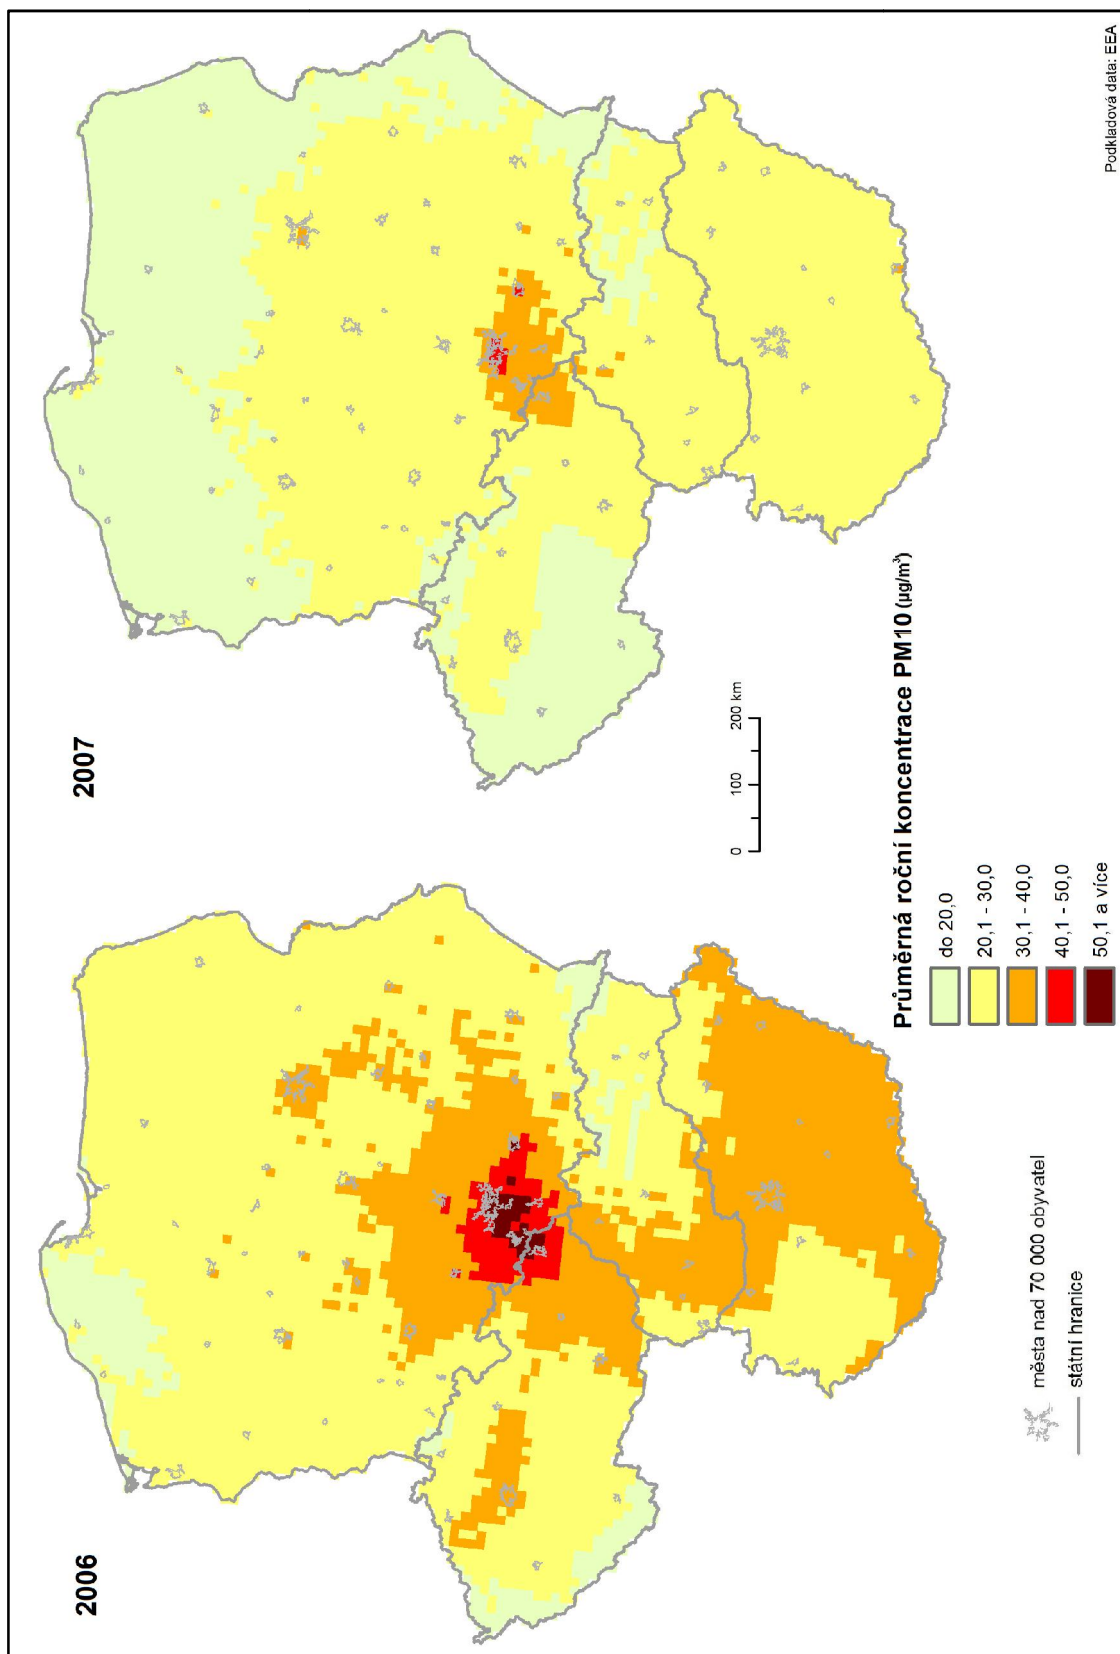 2006
2007
0 100 200 km
Průměrná roční koncentrace PM10 (µg/m³)
do 20,0
20,1 - 30,0
30,1 - 40,0
40,1 - 50,0
50,1 a více
města nad 70 000 obyvatel
státní hranice
Podkladová data: EEA